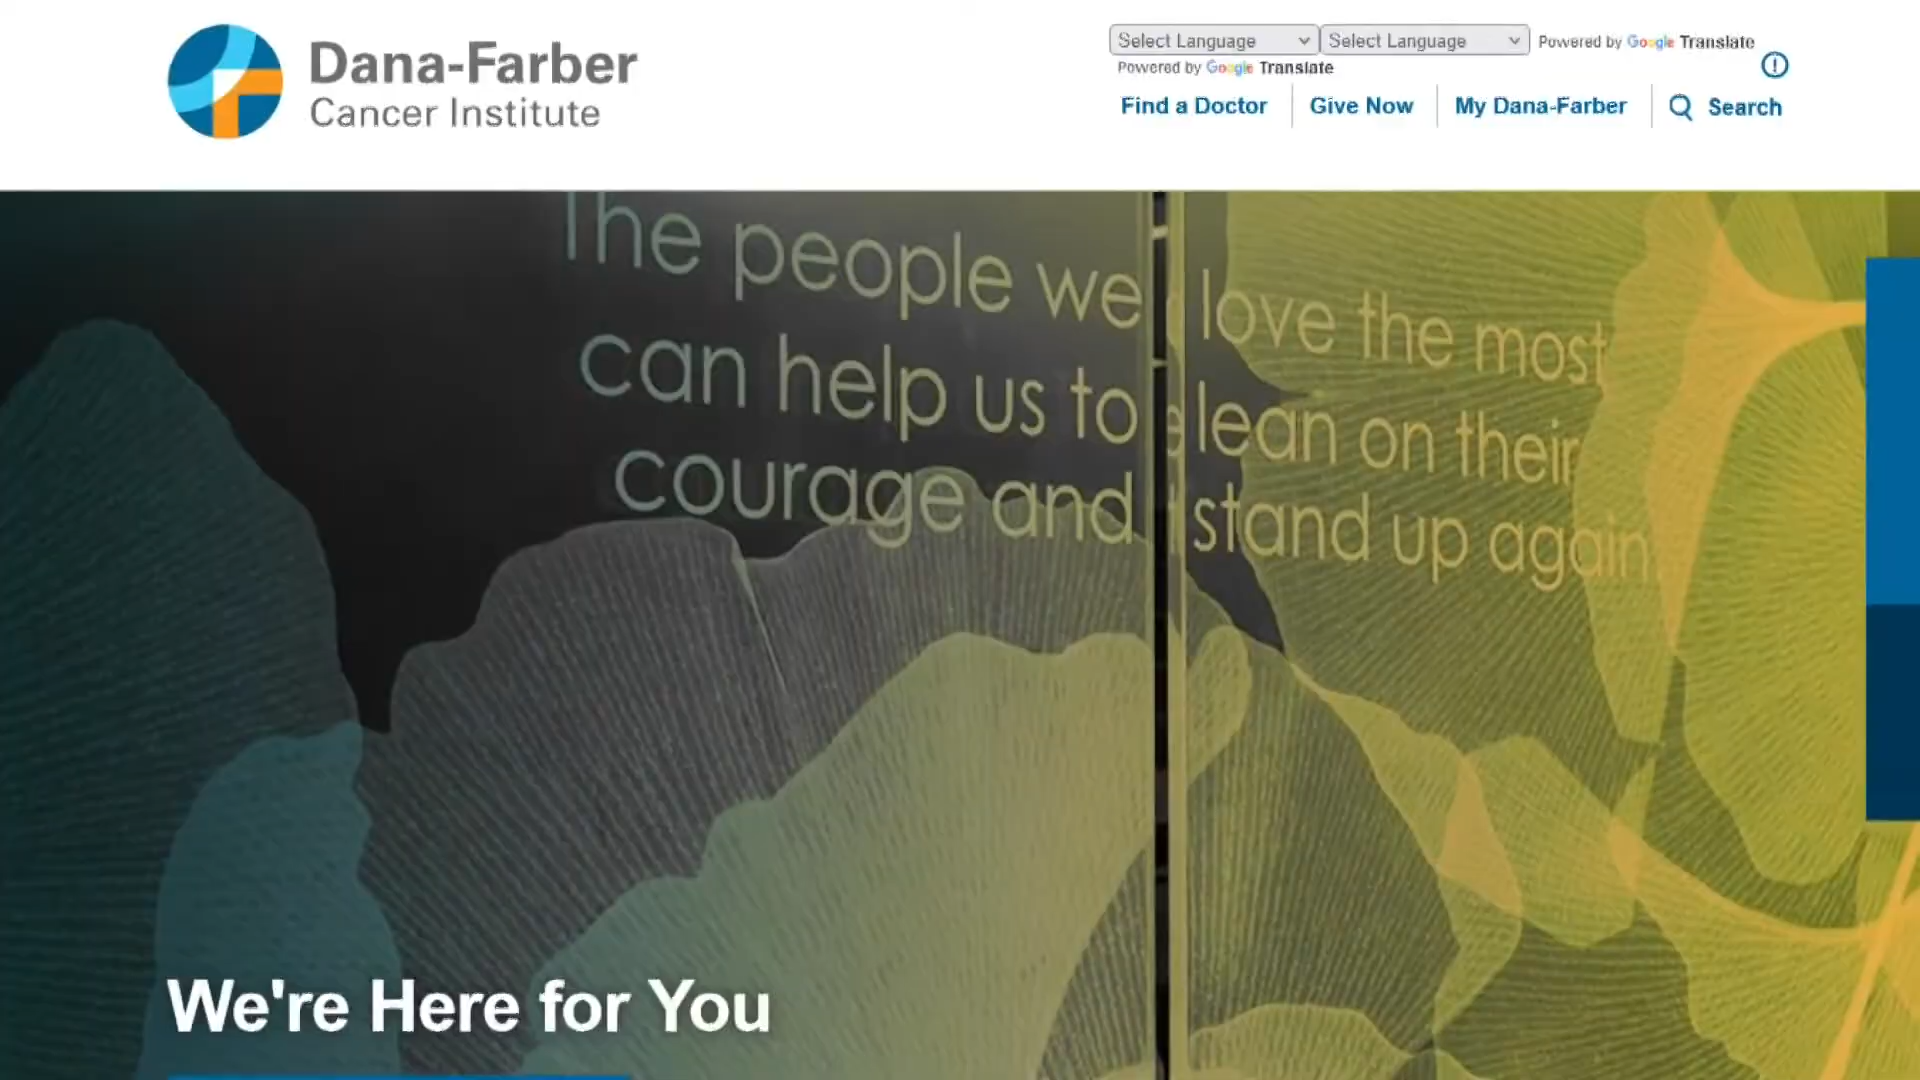 Dana-Farber
Cancer Institute
Select Language Select Language Powered by Google Translate
Powered by Google Translate
Find a Doctor Give Now My Dana-Farber Search
The people we love the most
can help us to lean on their
courage and stand up again
We're Here for You